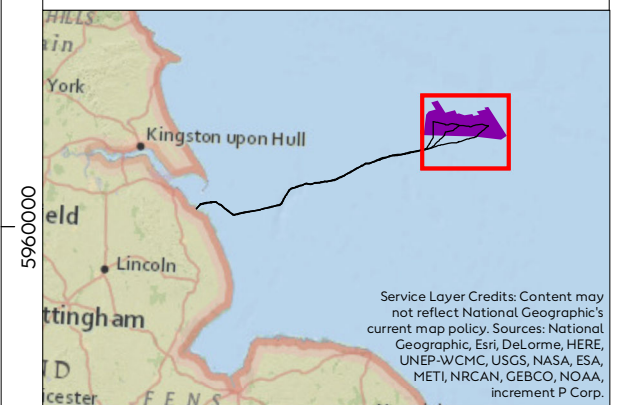 HILLS
ain
York
Kingston upon Hull
5960000
eld
Lincoln
ttingham
Service Layer Credits: Content may
not reflect National Geographic's
current map policy. Sources: National
Geographic, Esri, DeLorme, HERE,
UNEP-WCMC, USGS, NASA, ESA,
METI, NRCAN, GEBCO, NOAA,
increment P Corp.
ND
icester
FENS